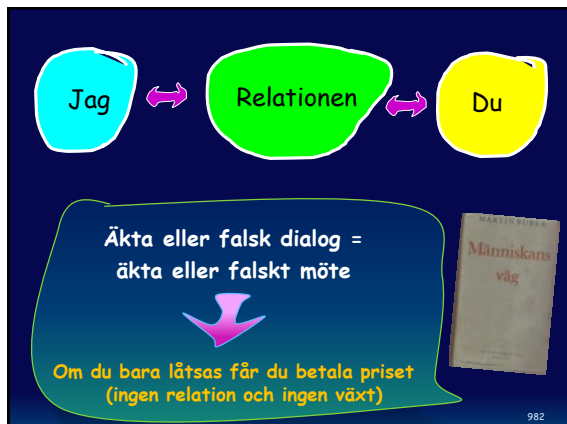 Jag
Relationen
Du
Äkta eller falsk dialog =
äkta eller falskt möte
Om du bara låtsas får du betala priset
(ingen relation och ingen växt)
MARTIN BUBER
Människans
väg
982